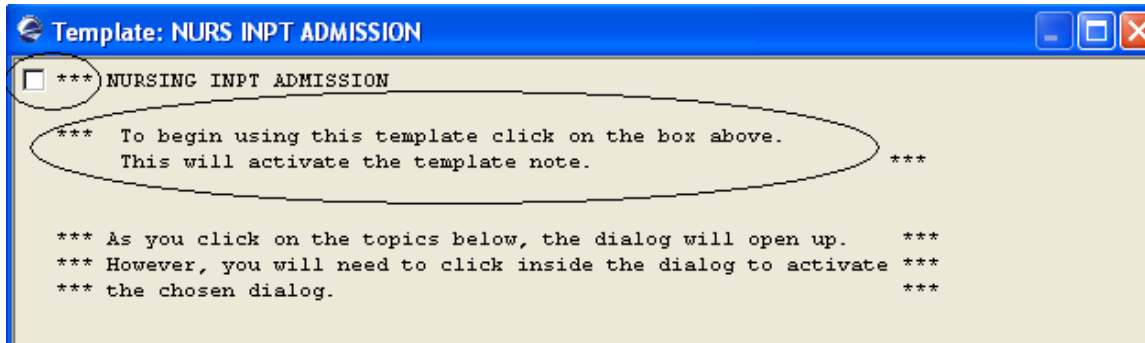 Template: NURS INPT ADMISSION
*** NURSING INPT ADMISSION
*** To begin using this template click on the box above.
This will activate the template note. ***
*** As you click on the topics below, the dialog will open up. ***
*** However, you will need to click inside the dialog to activate ***
*** the chosen dialog. ***